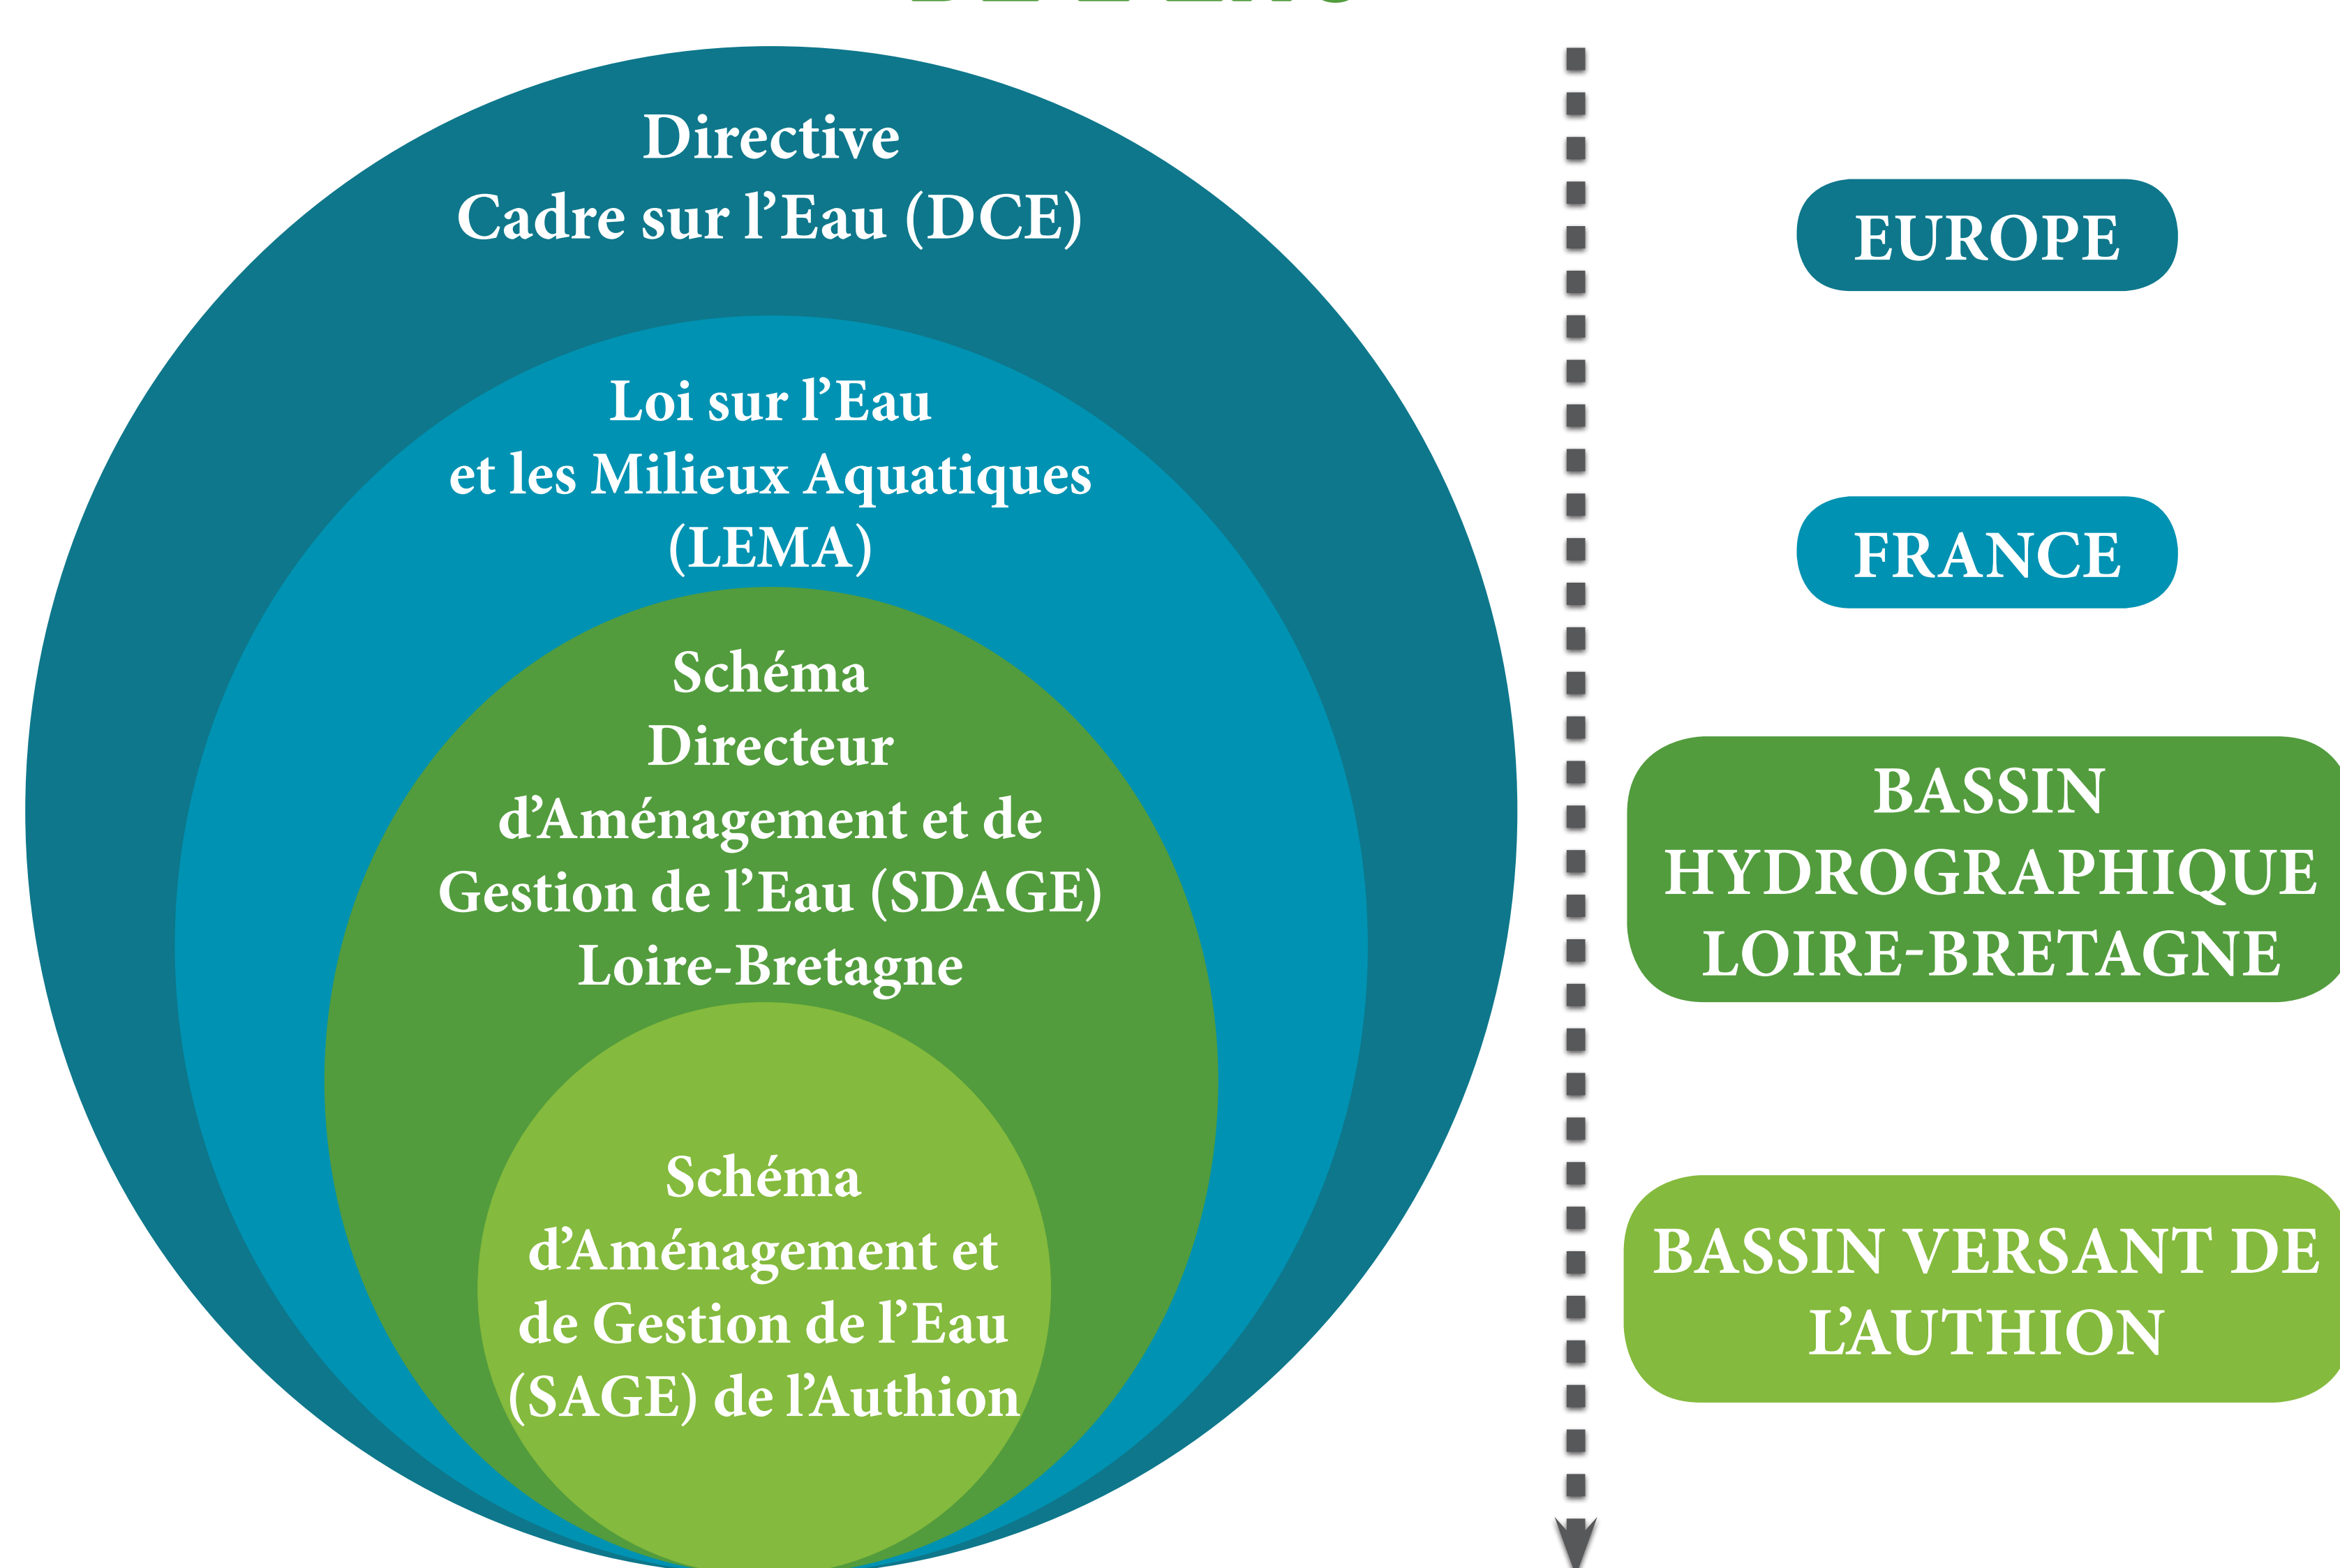 Directive
Cadre sur l’Eau (DCE)
EUROPE
Loi sur l’Eau
et les Milieux Aquatiques
(LEMA)
FRANCE
Schéma
Directeur
d’Aménagement et de
Gestion de l’Eau (SDAGE)
Loire-Bretagne
BASSIN
HYDROGRAPHIQUE
LOIRE-BRETAGNE
Schéma
d’Aménagement et
de Gestion de l’Eau
(SAGE) de l’Authion
BASSIN VERSANT DE
L’AUTHION